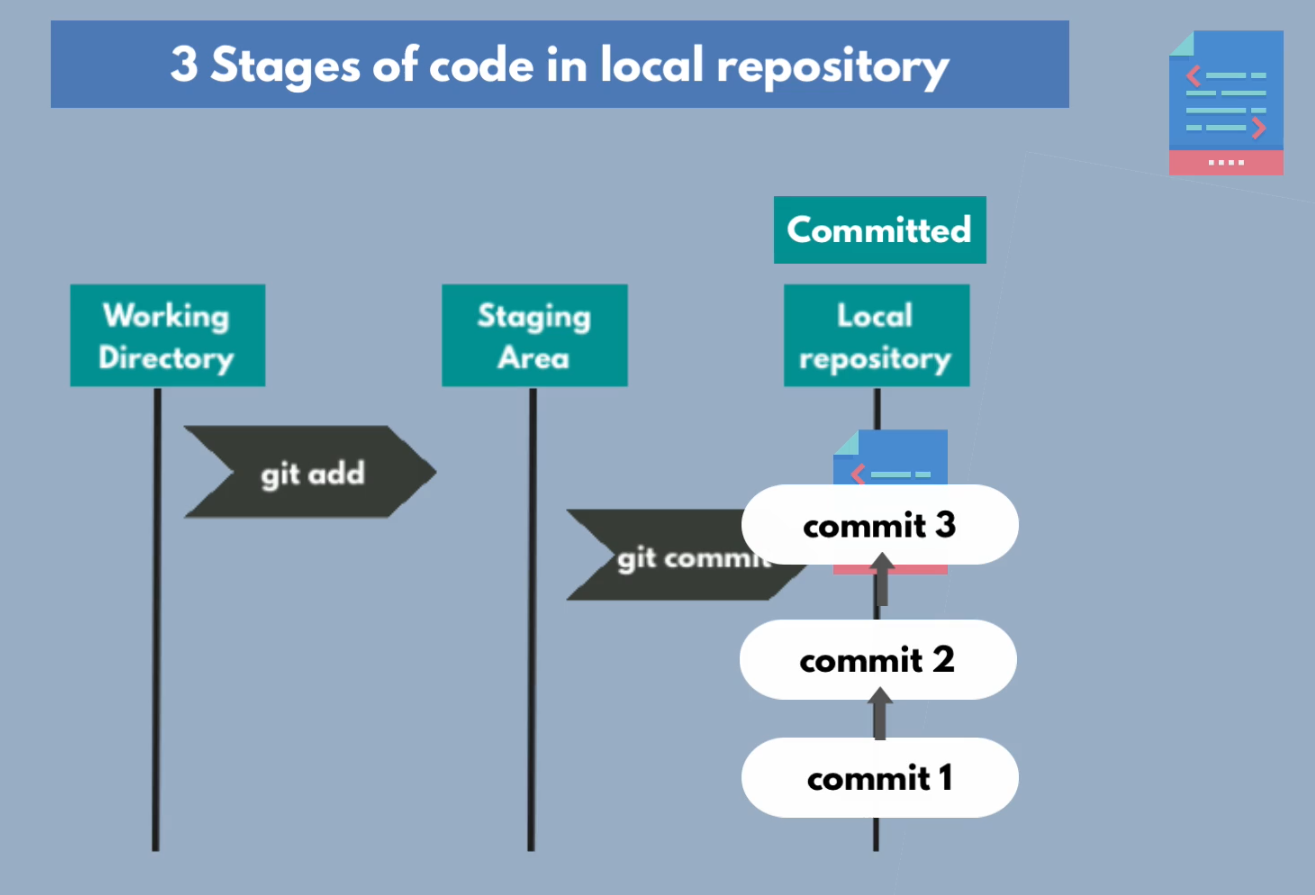 3 Stages of code in local repository
Committed
Working
Directory
Staging
Area
Local
repository
git add
git commit
commit 3
commit 2
commit 1